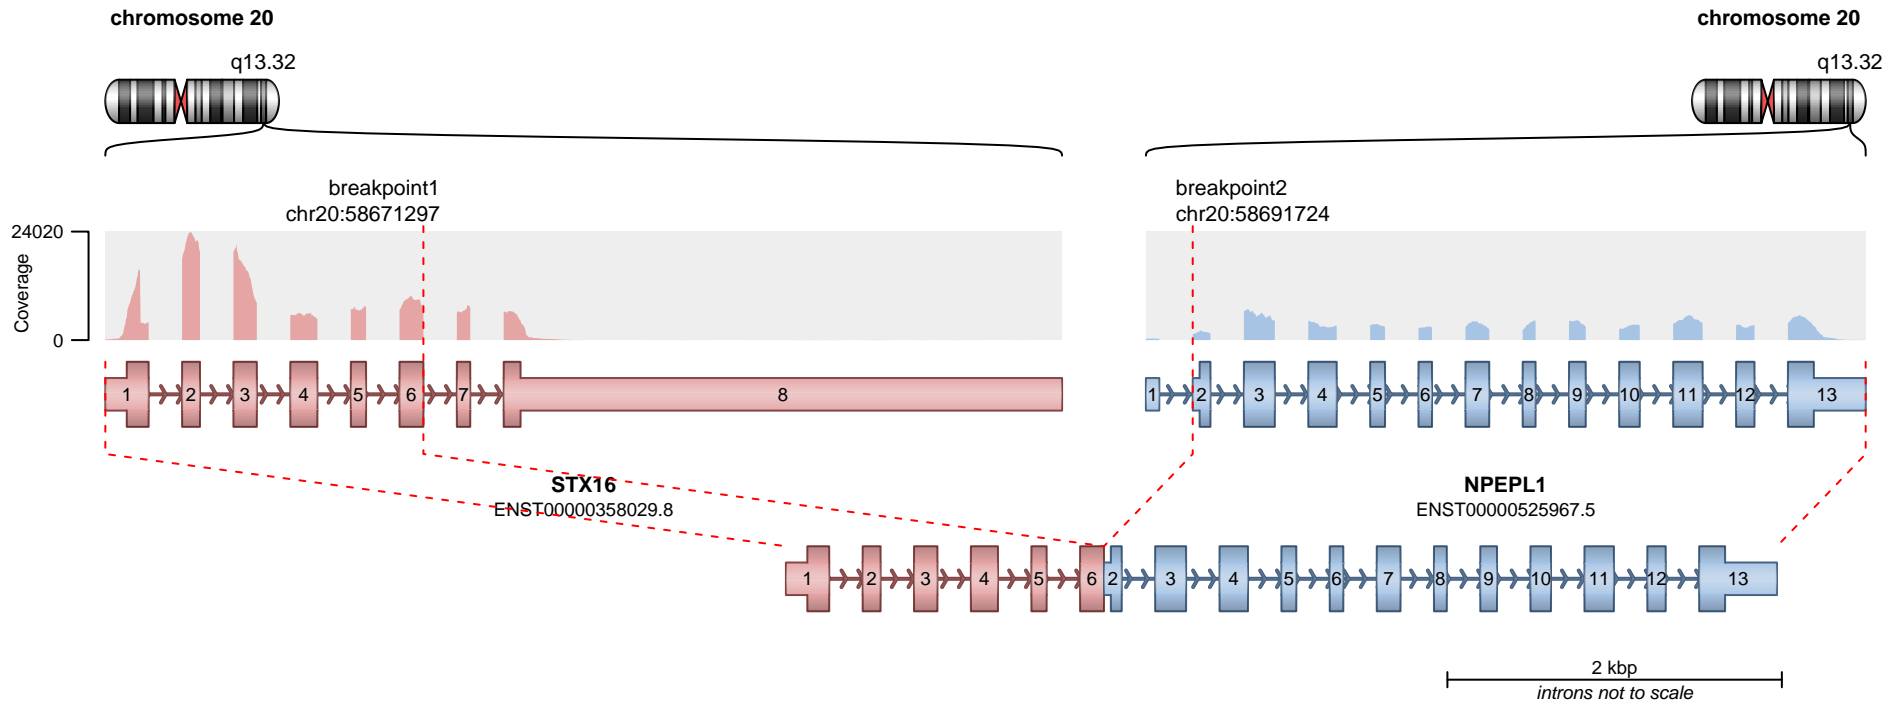 chromosome 20
chromosome 20
q13.32
q13.32
breakpoint1
chr20:58671297
breakpoint2
chr20:58691724
24020
Coverage
0
1 2 3 4 5 6 7 8
1 2 3 4 5 6 7 8 9 10 11 12 13
STX16
ENST00000358029.8
NPEPL1
ENST00000525967.5
1 2 3 4 5 6 2 3 4 5 6 7 8 9 10 11 12 13
2 kbp
introns not to scale